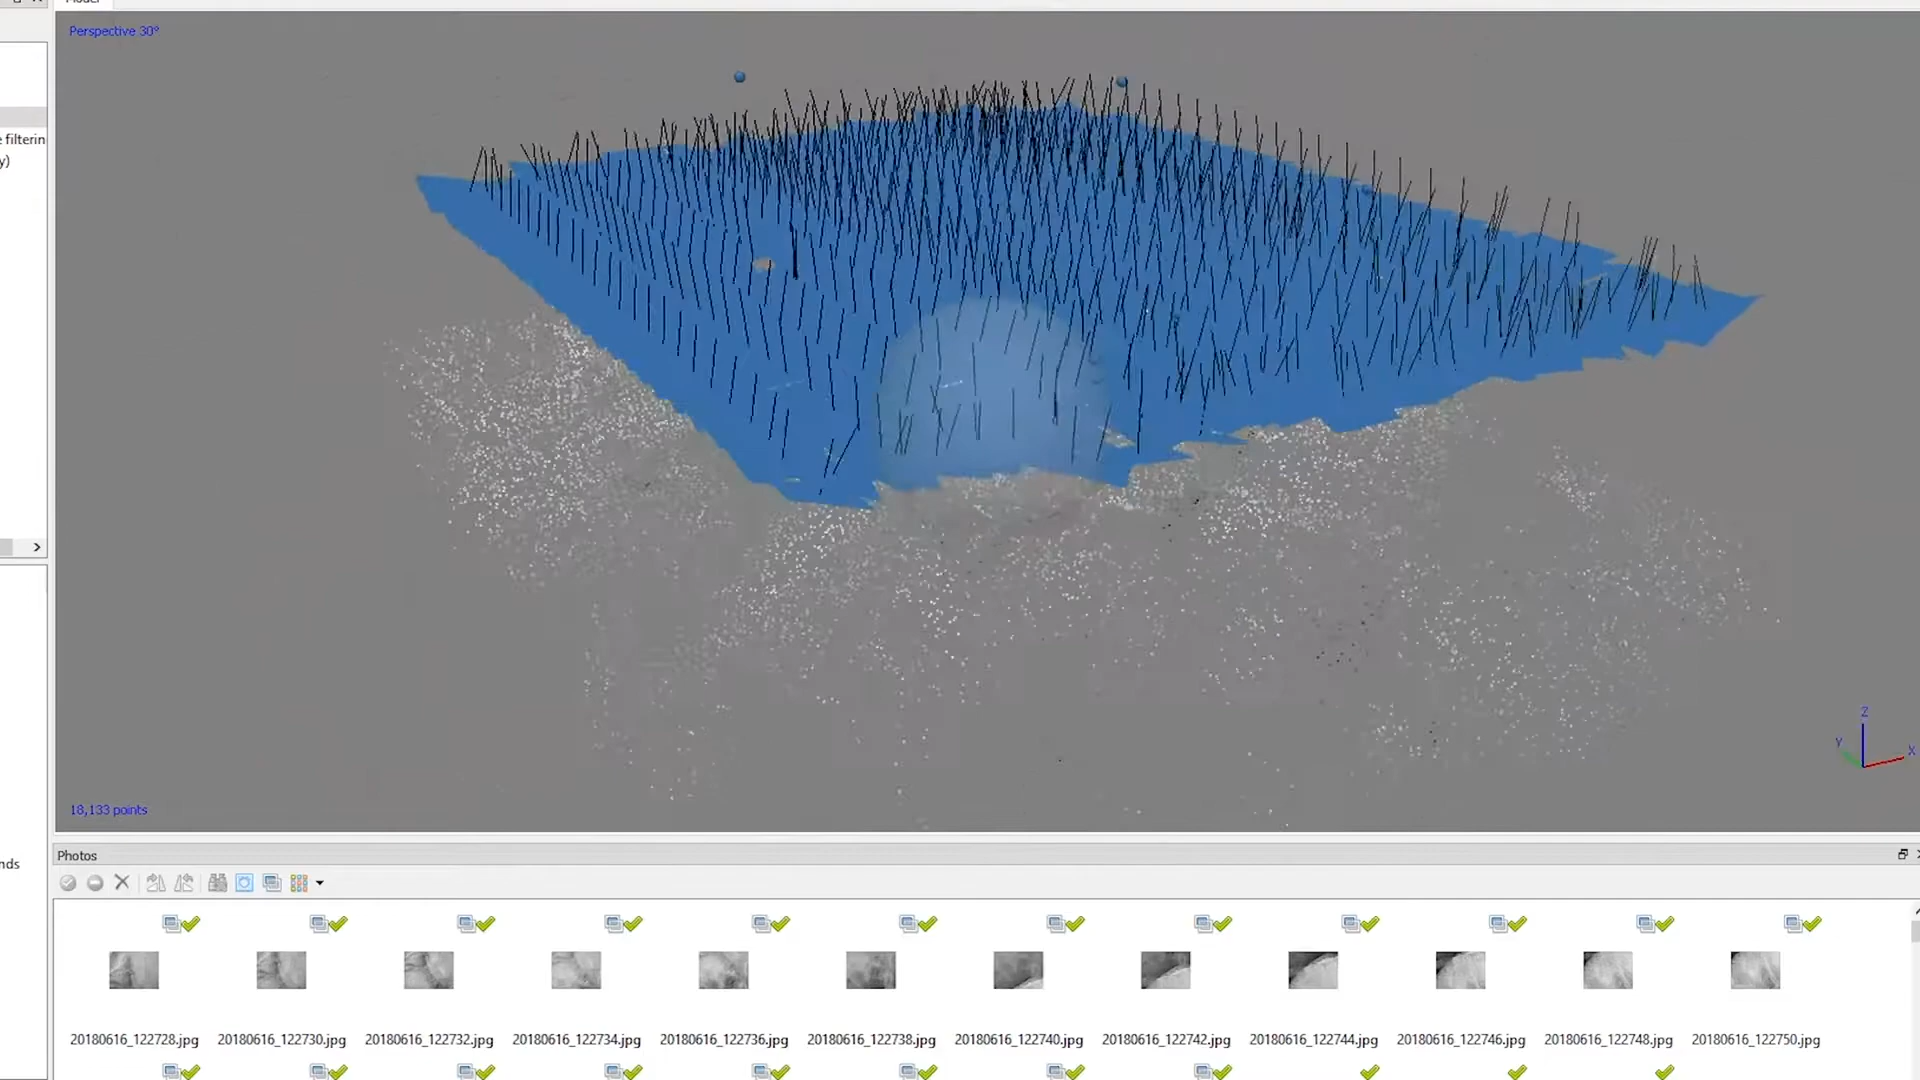 Model
Perspective 30°
e filterin
y)
nds
Z
Y
X
18,133 points
Photos
20180616_122728.jpg
20180616_122730.jpg
20180616_122732.jpg
20180616_122734.jpg
20180616_122736.jpg
20180616_122738.jpg
20180616_122740.jpg
20180616_122742.jpg
20180616_122744.jpg
20180616_122746.jpg
20180616_122748.jpg
20180616_122750.jpg